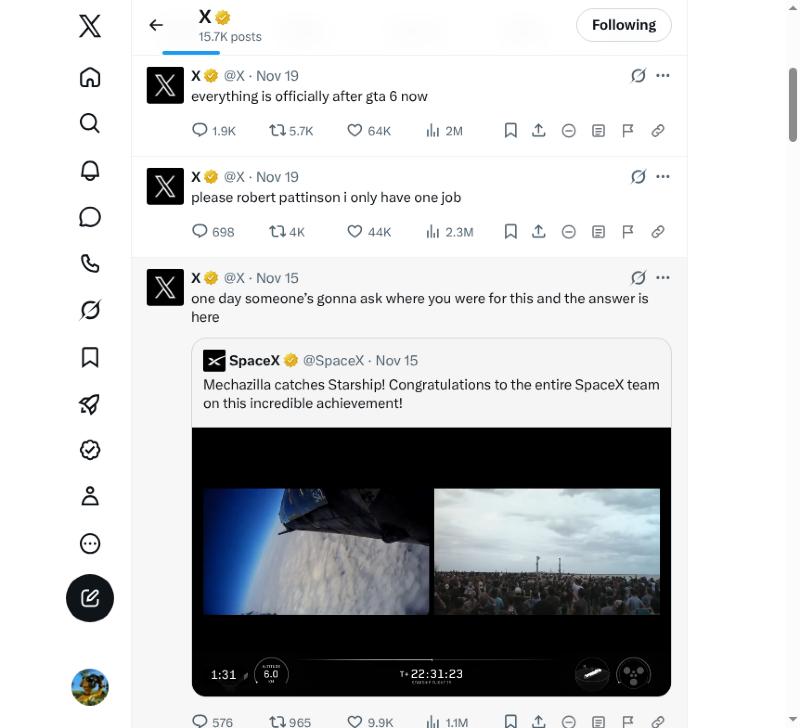 X
15.7K posts
Following
X @X · Nov 19
everything is officially after gta 6 now
1.9K 5.7K 64K 2M
X @X · Nov 19
please robert pattinson i only have one job
698 4K 44K 2.3M
X @X · Nov 15
one day someone’s gonna ask where you were for this and the answer is
here
SpaceX @SpaceX · Nov 15
Mechazilla catches Starship! Congratulations to the entire SpaceX team
on this incredible achievement!
1:31
ALTITUDE
6.0
KM
T+ 22:31:23
576 965 9.9K 1.1M